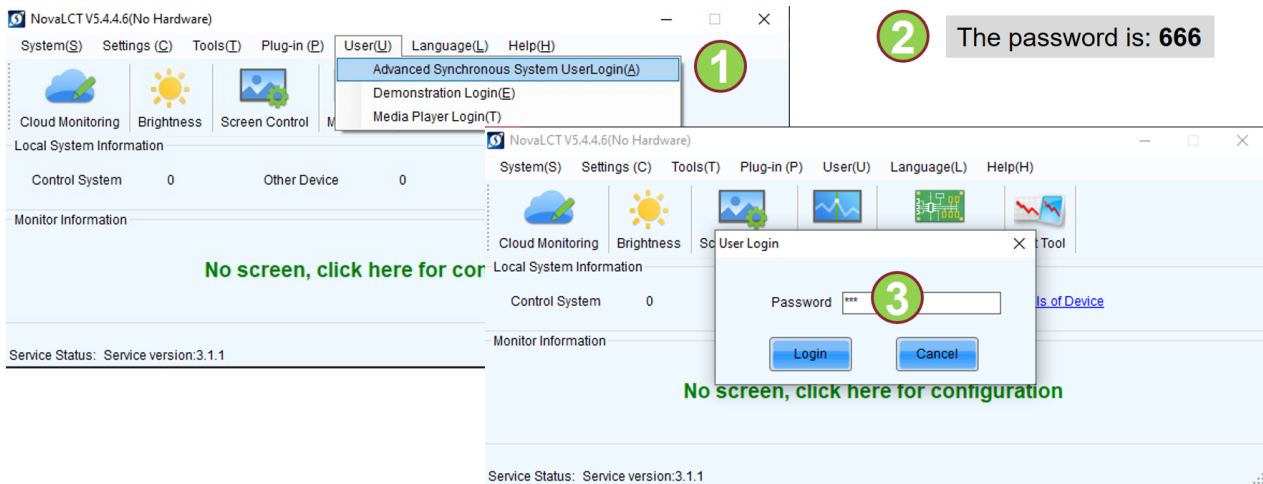 NovaLCT V5.4.4.6(No Hardware)
System(S) Settings (C) Tools(T) Plug-in (P) User(U) Language(L) Help(H)
Advanced Synchronous System UserLogin(A)
Demonstration Login(E)
Media Player Login(T)
Cloud Monitoring Brightness Screen Control M
Local System Information
Control System 0 Other Device 0
Monitor Information
No screen, click here for con
Service Status: Service version:3.1.1
1
2
The password is: 666
NovaLCT V5.4.4.6(No Hardware)
System(S) Settings (C) Tools(T) Plug-in (P) User(U) Language(L) Help(H)
Cloud Monitoring Brightness Sc t Tool
User Login
Local System Information
Control System 0 ls of Device
Password ***
3
Login Cancel
Monitor Information
No screen, click here for configuration
Service Status: Service version:3.1.1